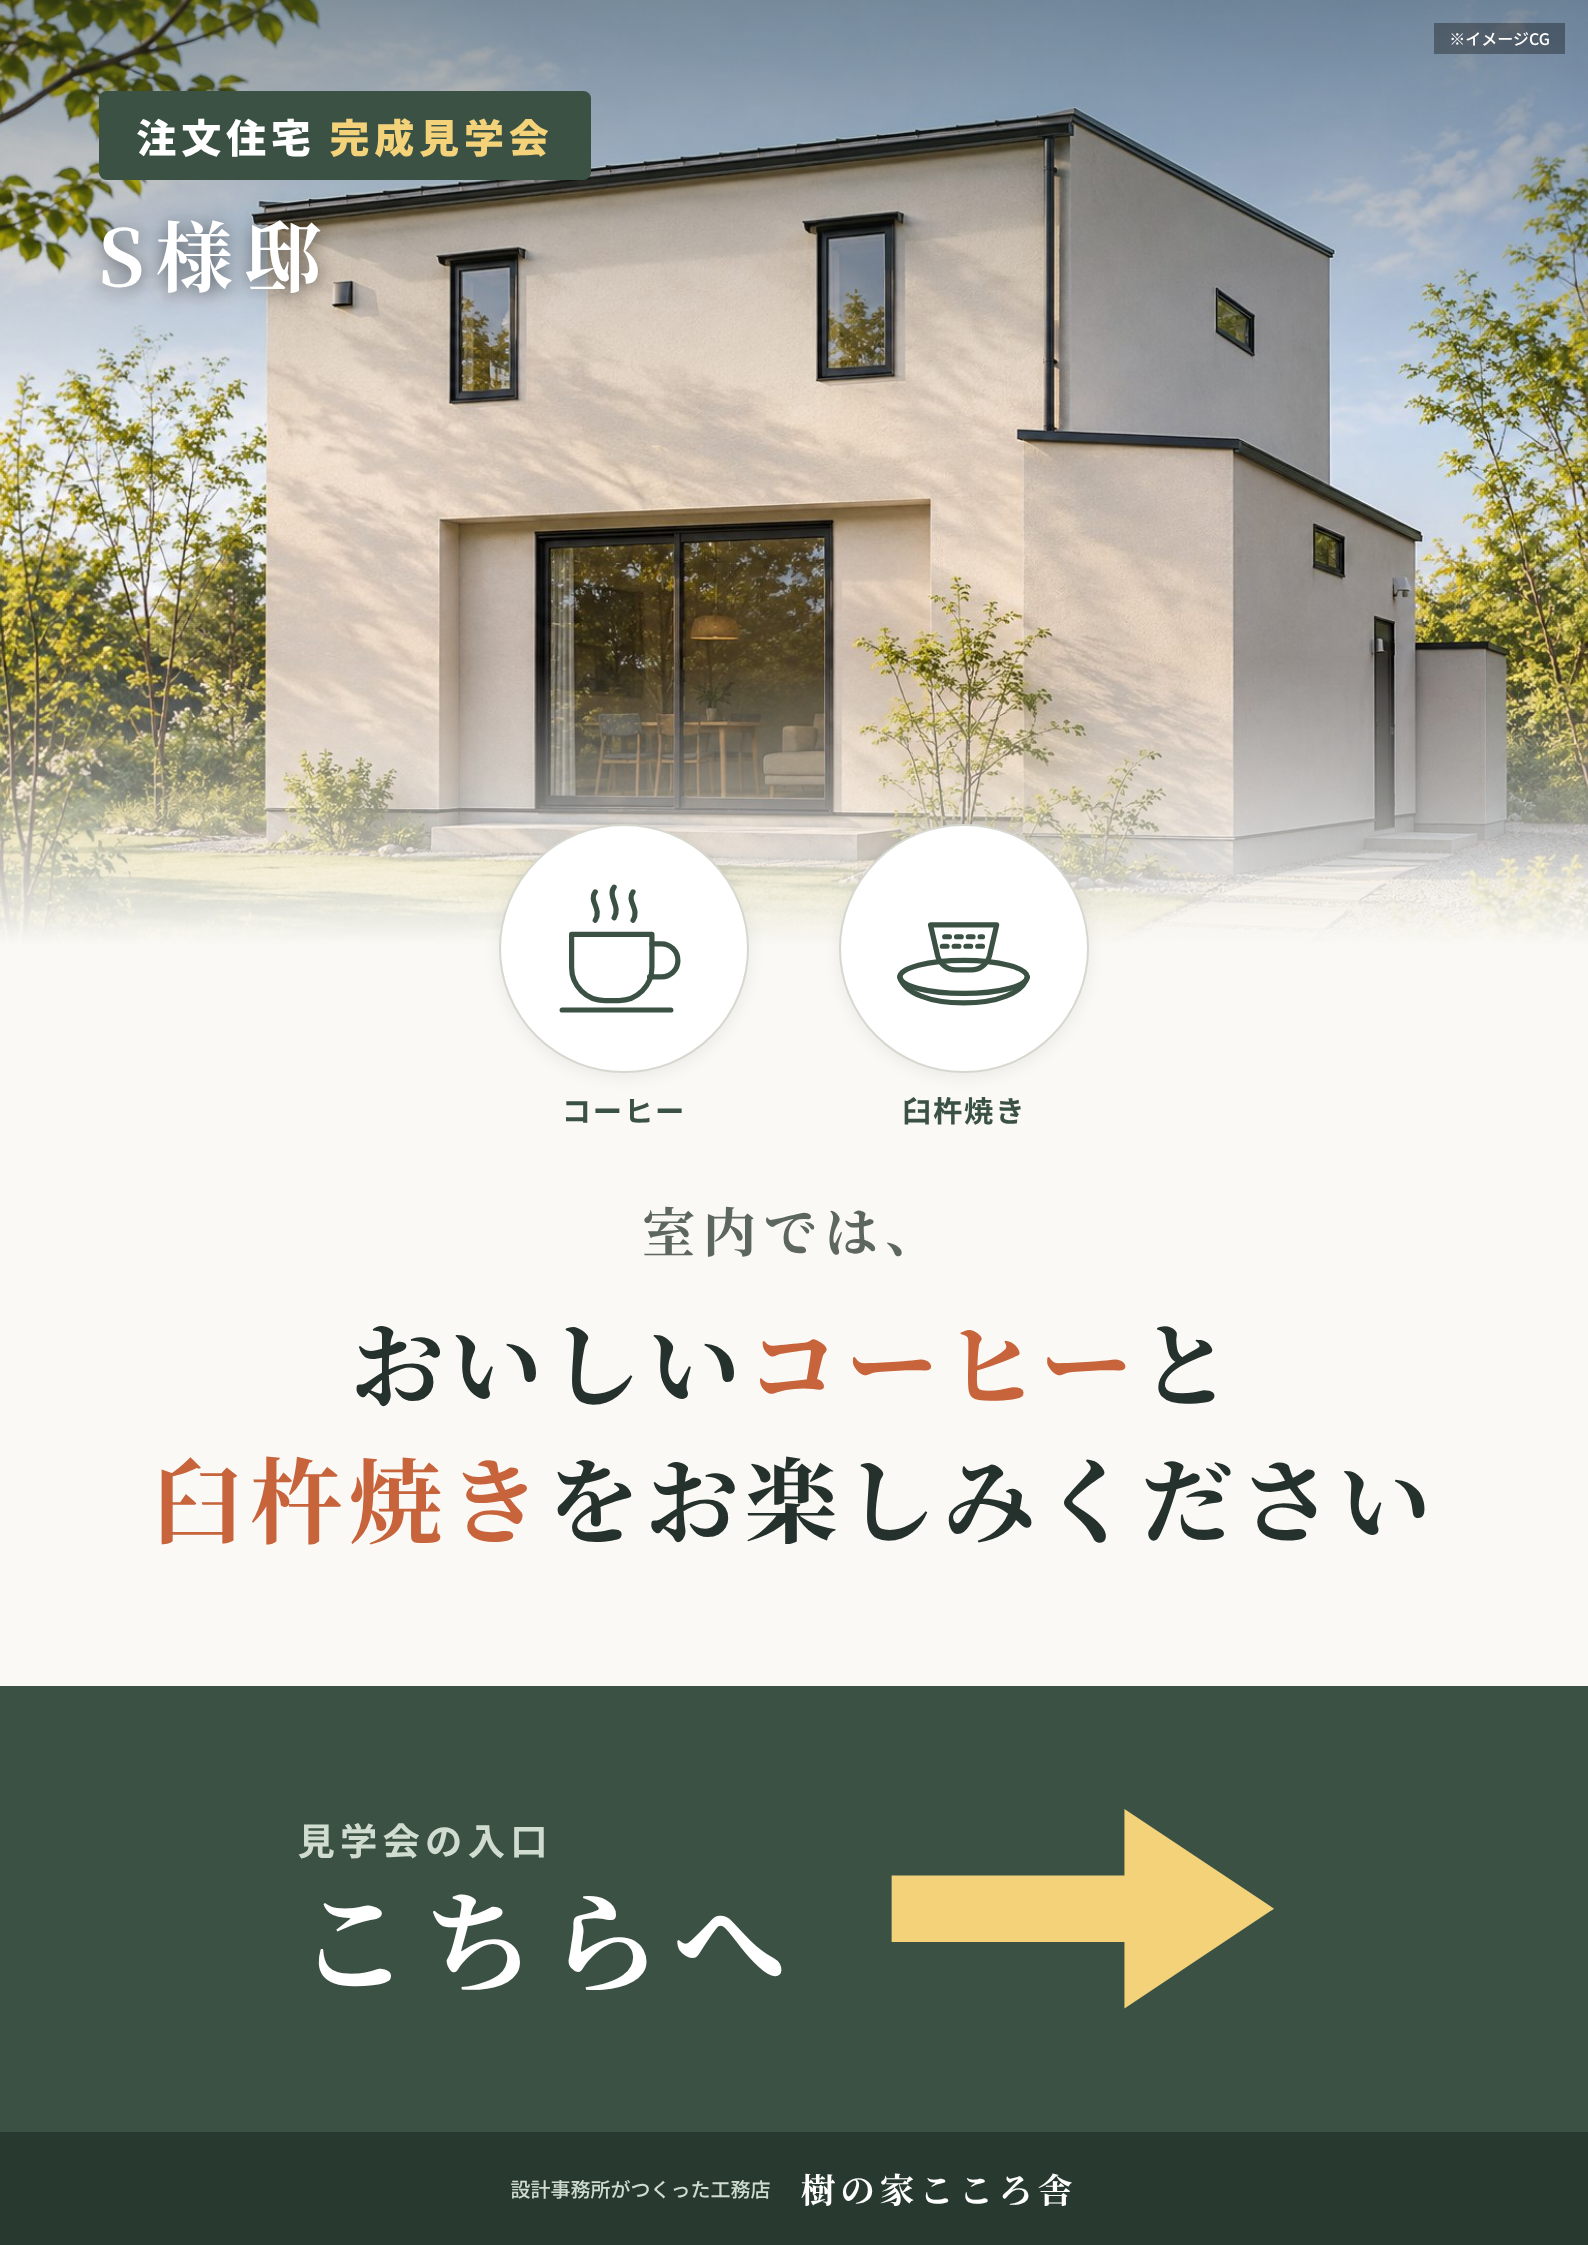 ※イメージCG
注文住宅 完成見学会
S様邸
コーヒー
臼杵焼き
室内では、
おいしいコーヒーと
臼杵焼きをお楽しみください
見学会の入口
こちらへ
設計事務所がつくった工務店 樹の家こころ舎